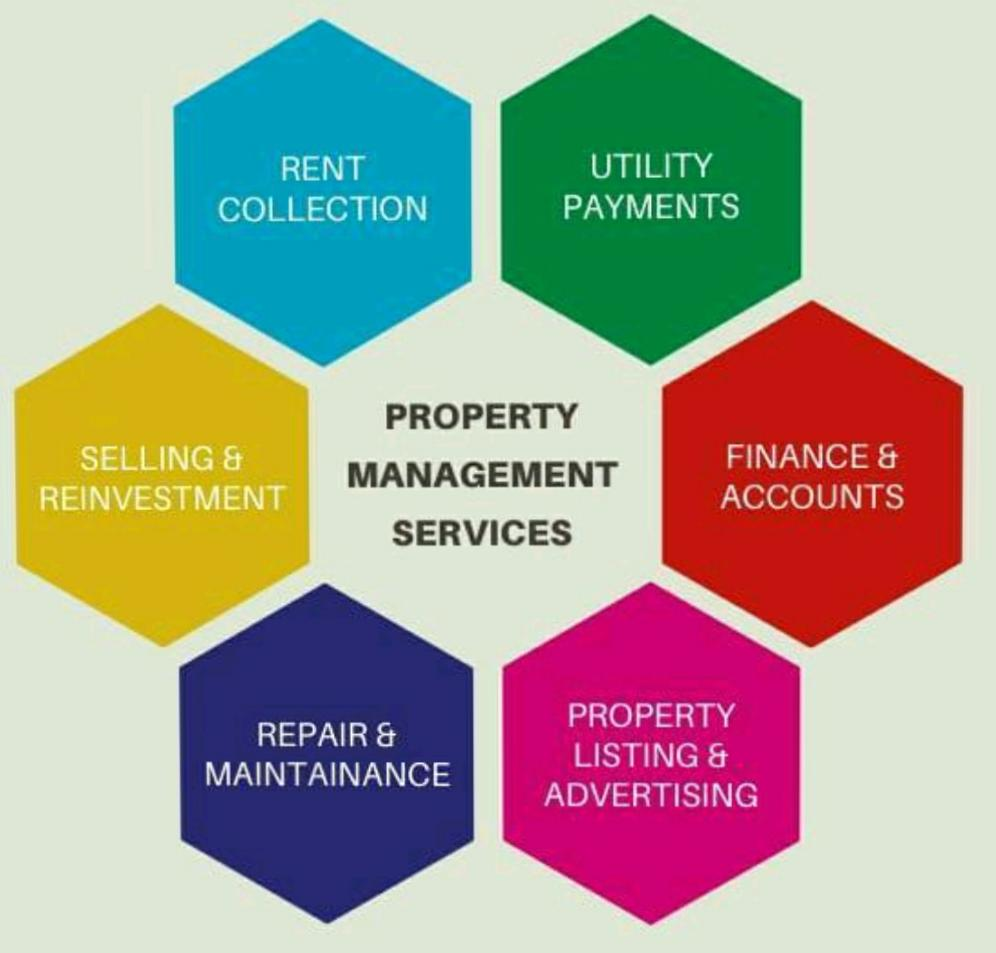 RENT
COLLECTION
UTILITY
PAYMENTS
SELLING &
REINVESTMENT
PROPERTY
MANAGEMENT
SERVICES
FINANCE &
ACCOUNTS
REPAIR &
MAINTAINANCE
PROPERTY
LISTING &
ADVERTISING